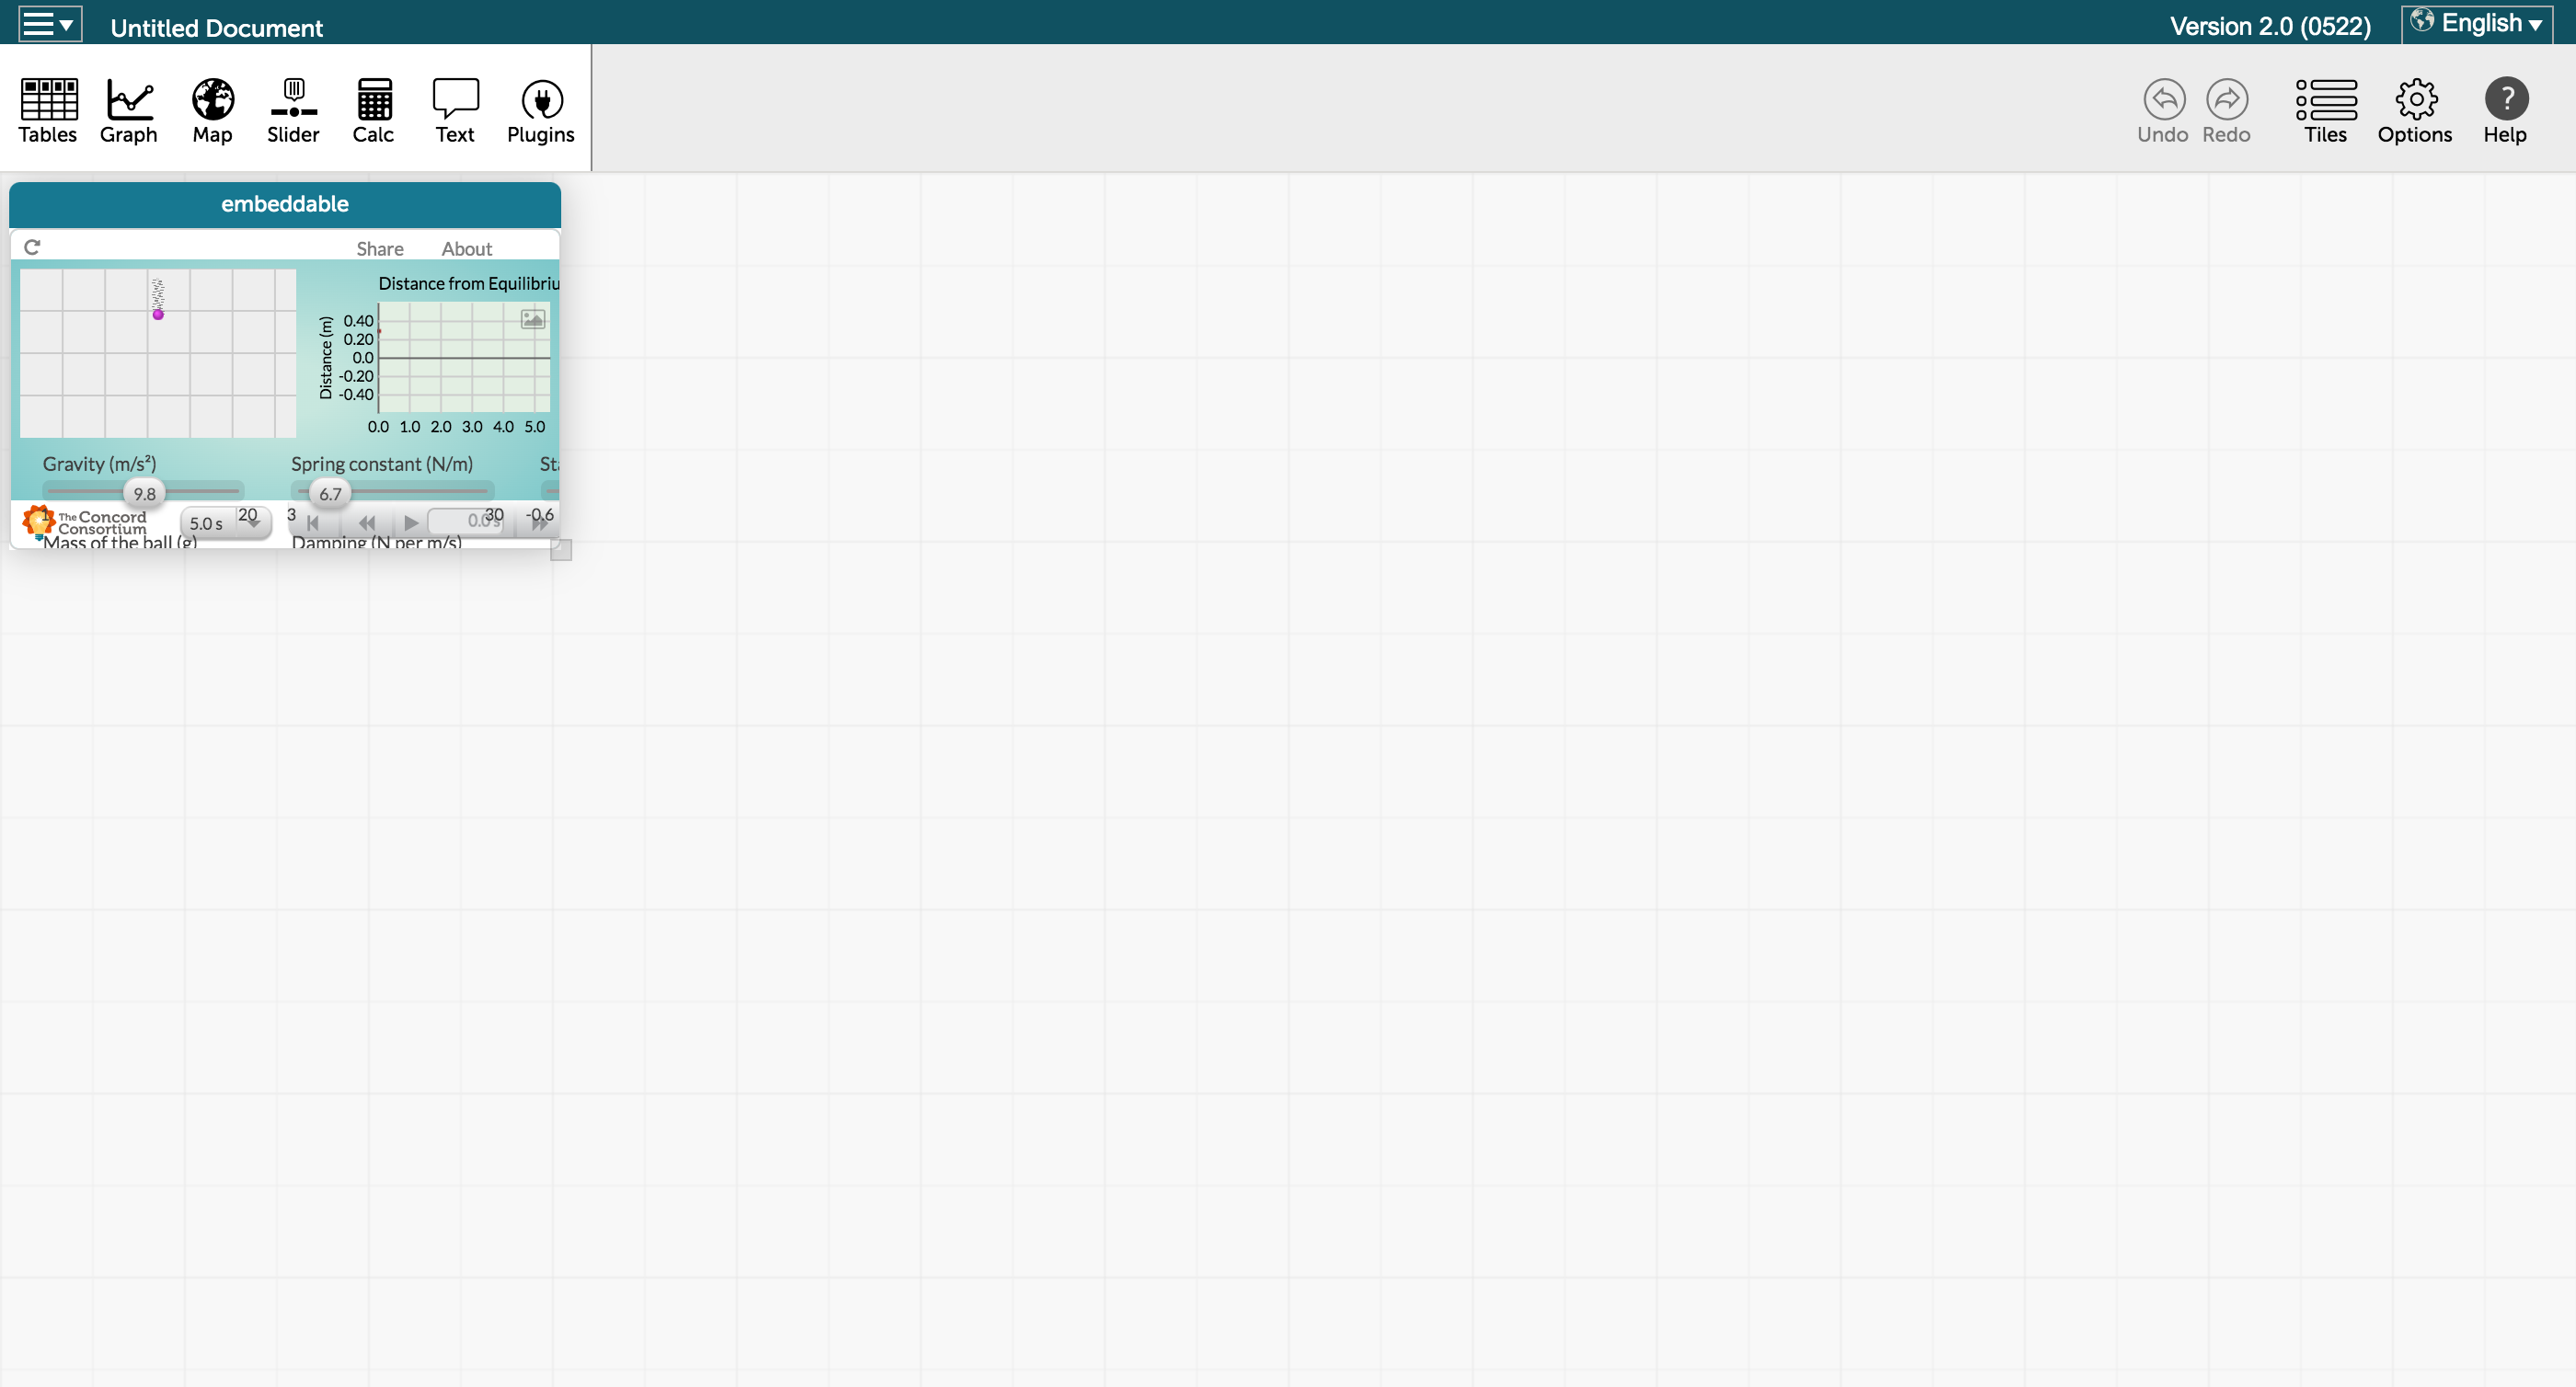 Untitled Document
Version 2.0 (0522)
English
Tables
Graph
Map
Slider
Calc
Text
Plugins
Undo
Redo
Tiles
Options
Help
embeddable
Share
About
Distance from Equilibriu
Distance (m)
0.40
0.20
0.0
-0.20
-0.40
0.0 1.0 2.0 3.0 4.0 5.0
Gravity (m/s²)
Spring constant (N/m)
9.8
6.7
1
20
3
30
-0.6
The Concord
Consortium
5.0 s
0.0 s
Mass of the ball (g)
Damping (N per m/s)